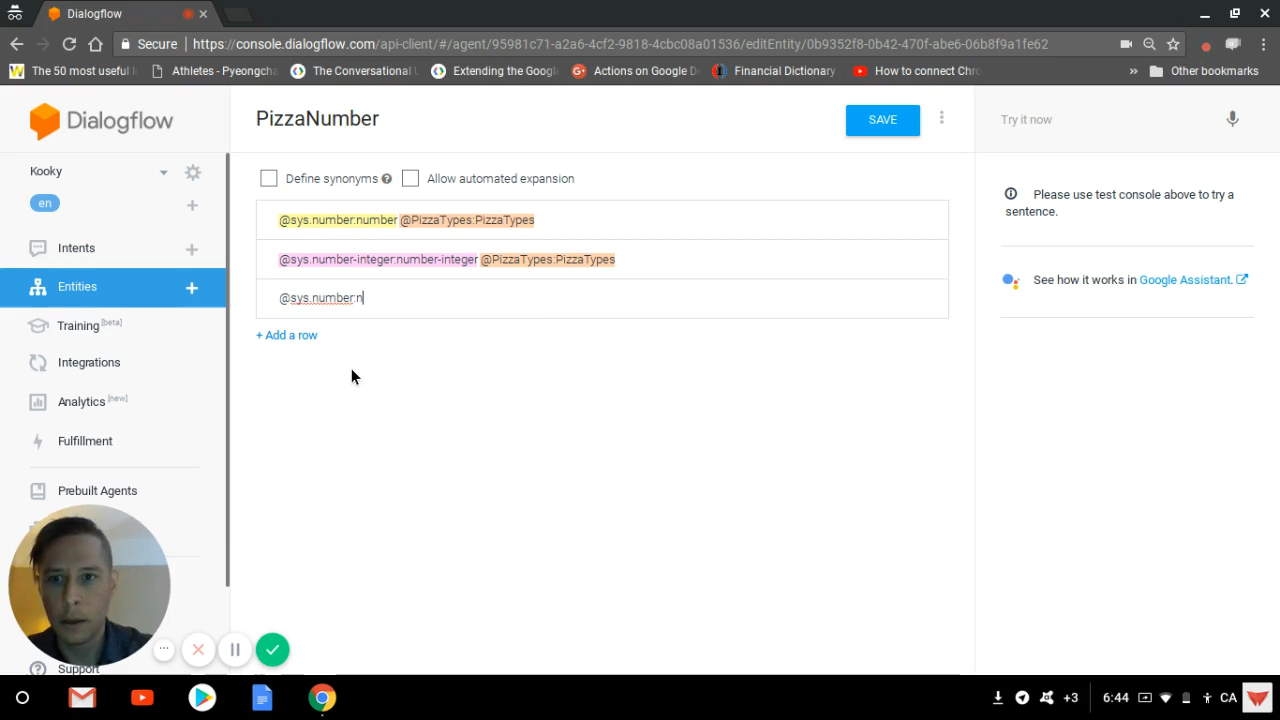 Dialogflow
Secure
https://console.dialogflow.com/api-client/#/agent/95981c71-a2a6-4cf2-9818-4cbc08a01536/editEntity/0b9352f8-0b42-470f-abe6-06b8f9a1fe62
The 50 most useful
Athletes - Pyeongcha
The Conversational
Extending the Googl
Actions on Google D
Financial Dictionary
How to connect Chro
»
Other bookmarks
Dialogflow
PizzaNumber
SAVE
Try it now
Kooky
en
Define synonyms
Allow automated expansion
@sys.number:number @PizzaTypes:PizzaTypes
@sys.number-integer:number-integer @PizzaTypes:PizzaTypes
@sys.number:n
+ Add a row
Please use test console above to try a
sentence.
See how it works in Google Assistant.
Intents
Entities
Training [beta]
Integrations
Analytics [new]
Fulfillment
Prebuilt Agents
Support
+3
6:44
CA